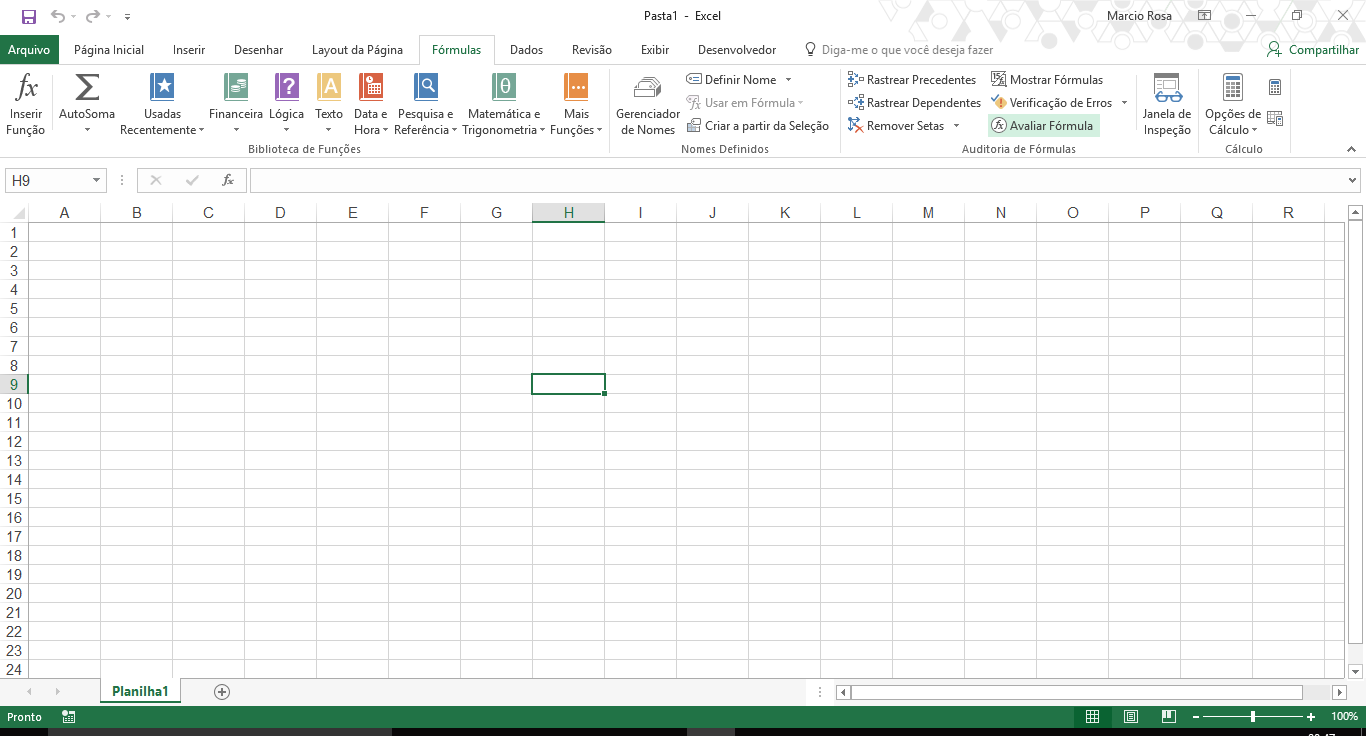 Pasta1 - Excel
Marcio Rosa
Arquivo Página Inicial Inserir Desenhar Layout da Página Fórmulas Dados Revisão Exibir Desenvolvedor Diga-me o que você deseja fazer Compartilhar
fx Inserir Função
Σ AutoSoma
Usadas Recentemente
Financeira
Lógica
Texto
Data e Hora
Pesquisa e Referência
Matemática e Trigonometria
Mais Funções
Biblioteca de Funções
Gerenciador de Nomes
Definir Nome
Usar em Fórmula
Criar a partir da Seleção
Nomes Definidos
Rastrear Precedentes
Rastrear Dependentes
Remover Setas
Mostrar Fórmulas
Verificação de Erros
Avaliar Fórmula
Auditoria de Fórmulas
Janela de Inspeção
Opções de Cálculo
Cálculo
H9 fx
A B C D E F G H I J K L M N O P Q R
1
2
3
4
5
6
7
8
9
10
11
12
13
14
15
16
17
18
19
20
21
22
23
24
Planilha1
Pronto 100%